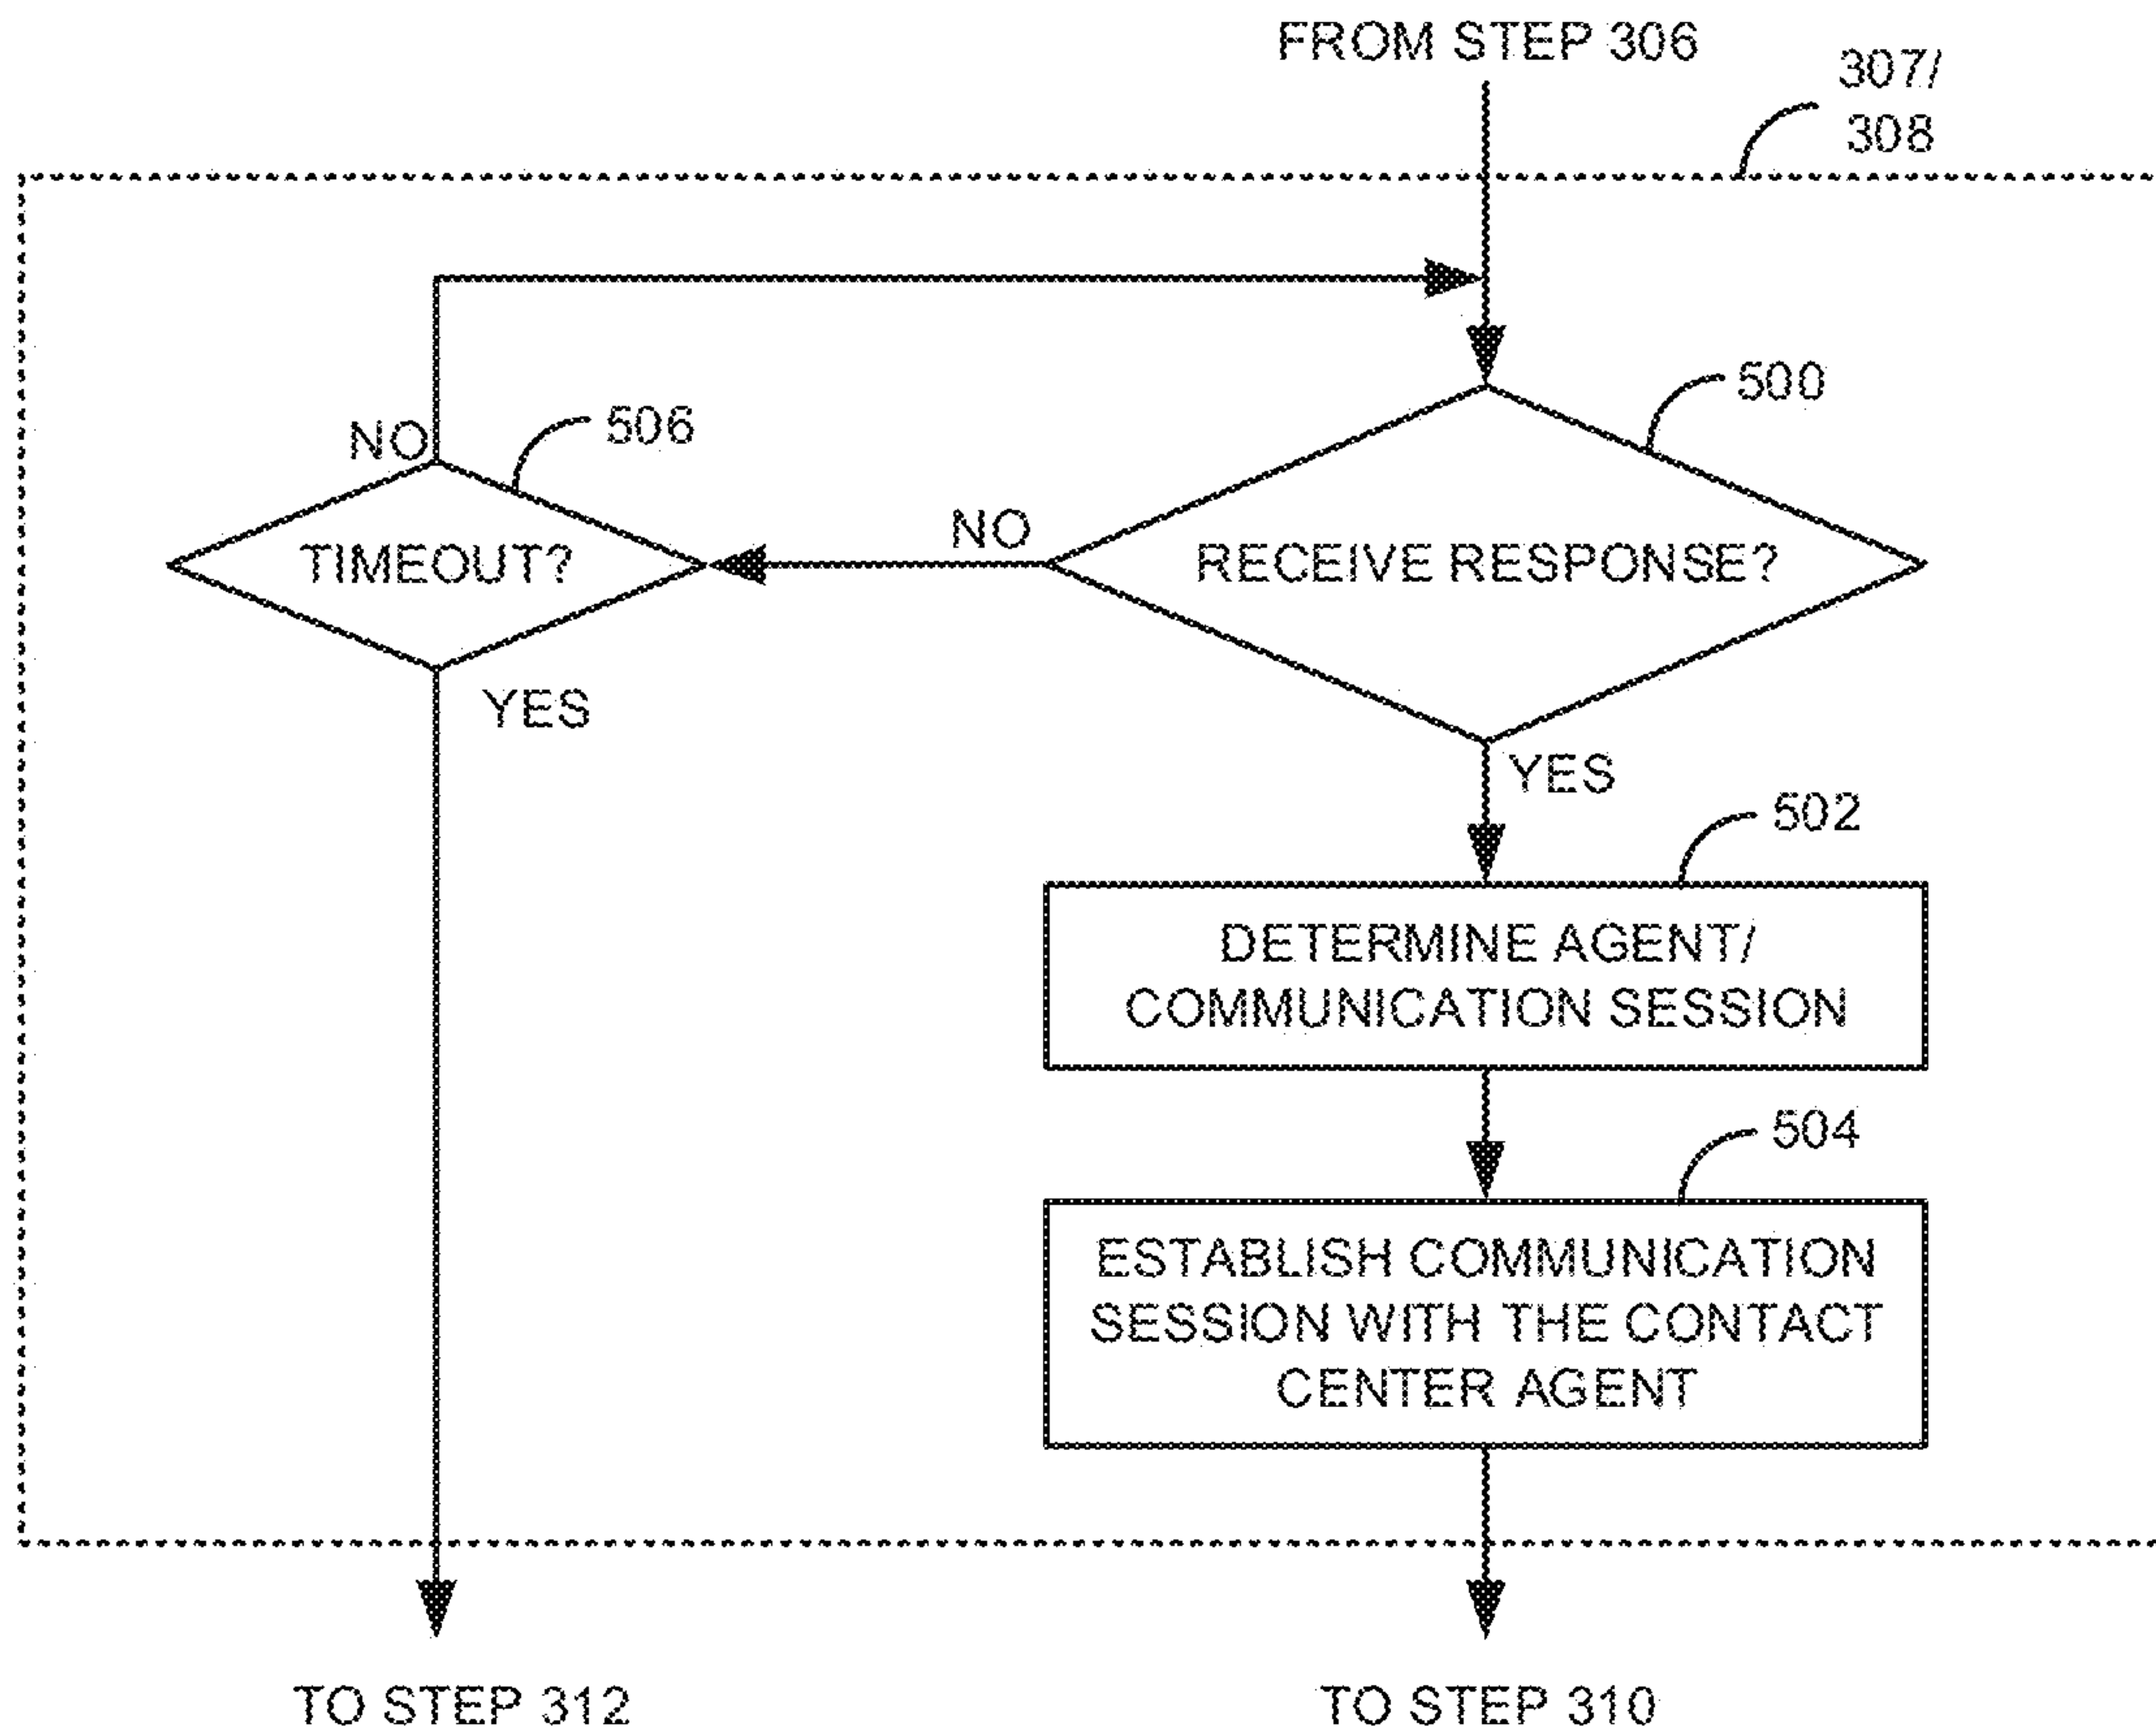 FROM STEP 306
307/
308
500
NO
506
NO
TIMEOUT?
RECEIVE RESPONSE?
YES
YES
502
DETERMINE AGENT/
COMMUNICATION SESSION
504
ESTABLISH COMMUNICATION
SESSION WITH THE CONTACT
CENTER AGENT
TO STEP 312
TO STEP 310